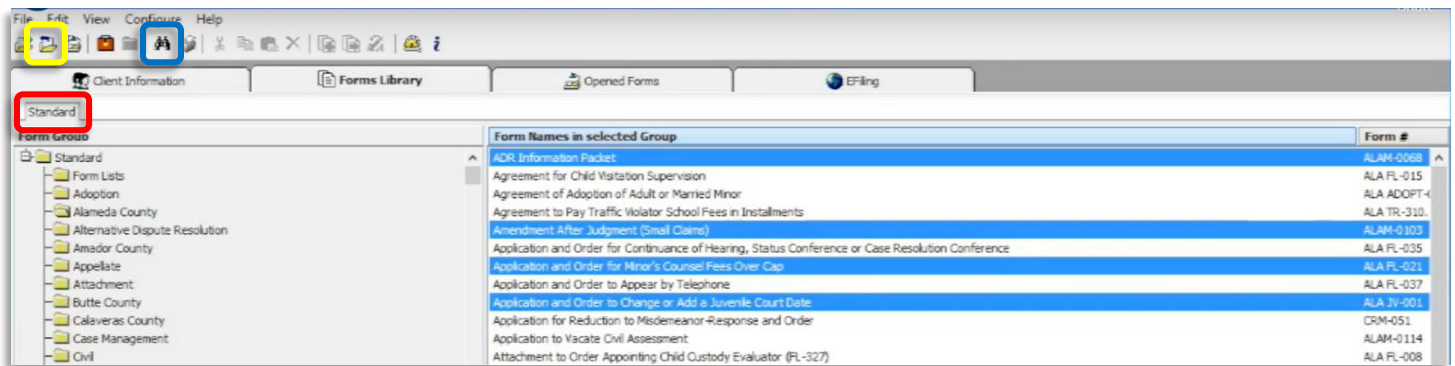 File Edit View Configure Help
Client Information
Forms Library
Opened Forms
EFiling
Standard
Form Group
Form Names in selected Group
Form #
Standard
ADR Information Packet
ALAM-0068
Form Lists
Agreement for Child Visitation Supervision
ALA FL-015
Adoption
Agreement of Adoption of Adult or Married Minor
ALA ADOPT-
Alameda County
Agreement to Pay Traffic Violator School Fees in Installments
ALA TR-310.
Alternative Dispute Resolution
Amendment After Judgment (Small Claims)
ALAM-0103
Amador County
Application and Order for Continuance of Hearing, Status Conference or Case Resolution Conference
ALA FL-035
Appellate
Application and Order for Minor's Counsel Fees Over Cap
ALA FL-021
Attachment
Application and Order to Appear by Telephone
ALA FL-037
Butte County
Application and Order to Change or Add a Juvenile Court Date
ALA JV-001
Calaveras County
Application for Reduction to Misdemeanor-Response and Order
CRM-051
Case Management
Application to Vacate Civil Assessment
ALAM-0114
Civil
Attachment to Order Appointing Child Custody Evaluator (FL-327)
ALA FL-008